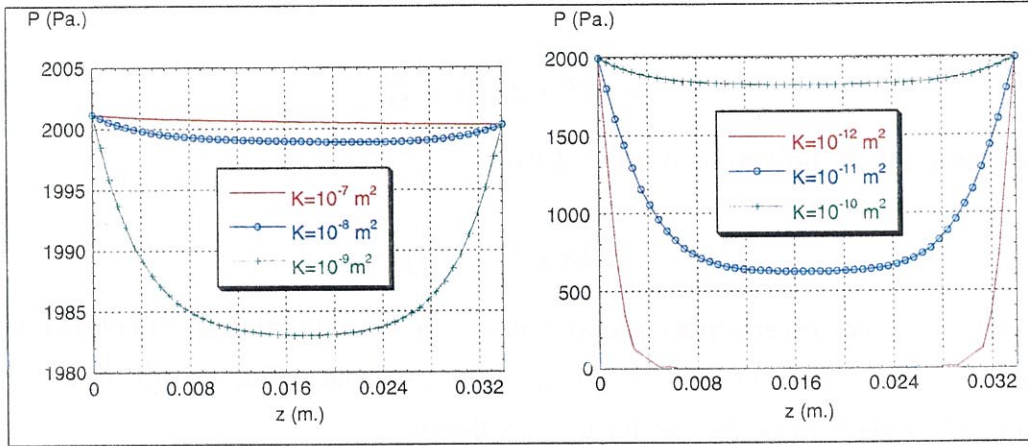 P (Pa.)
2005
2000
1995
1990
1985
1980
K=10⁻⁷ m²
K=10⁻⁸ m²
K=10⁻⁹m²
0 0.008 0.016 0.024 0.032
z (m.)
P (Pa.)
2000
1500
1000
500
0
K=10⁻¹² m²
K=10⁻¹¹ m²
K=10⁻¹⁰ m²
0 0.008 0.016 0.024 0.032
z (m.)